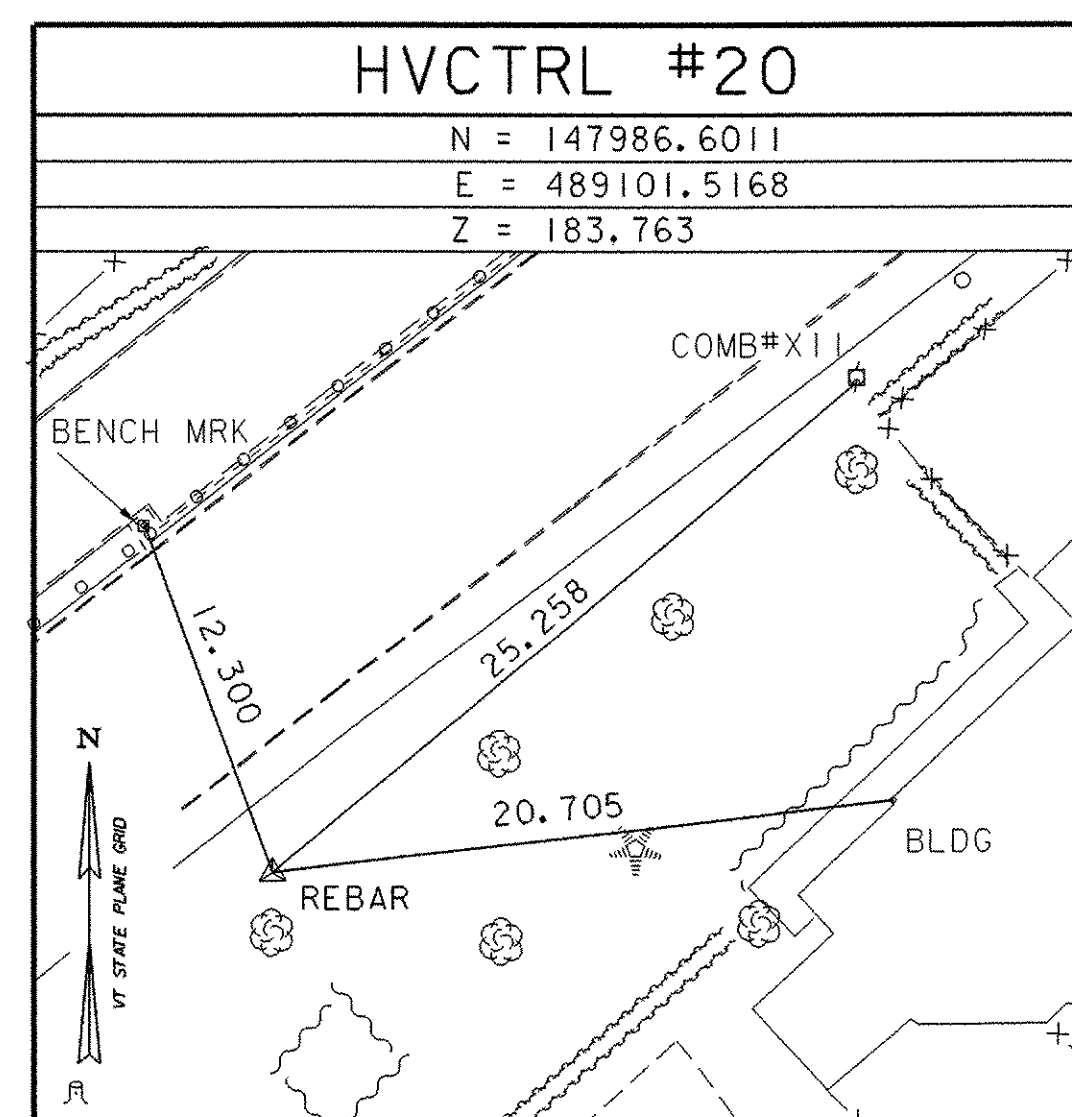 HVCTRL #20
N = 147986.6011
E = 489101.5168
Z = 183.763
COMB#X11
BENCH MRK
25.258
12.300
N
20.705
VT STATE PLANE GRID
BLDG
REBAR